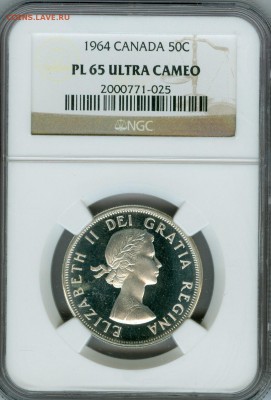 COINS.LAVE.RU
1964 CANADA 50C
PL 65 ULTRA CAMEO
2000771-025
NGC
ELIZABETH II DEI GRATIA REGINA